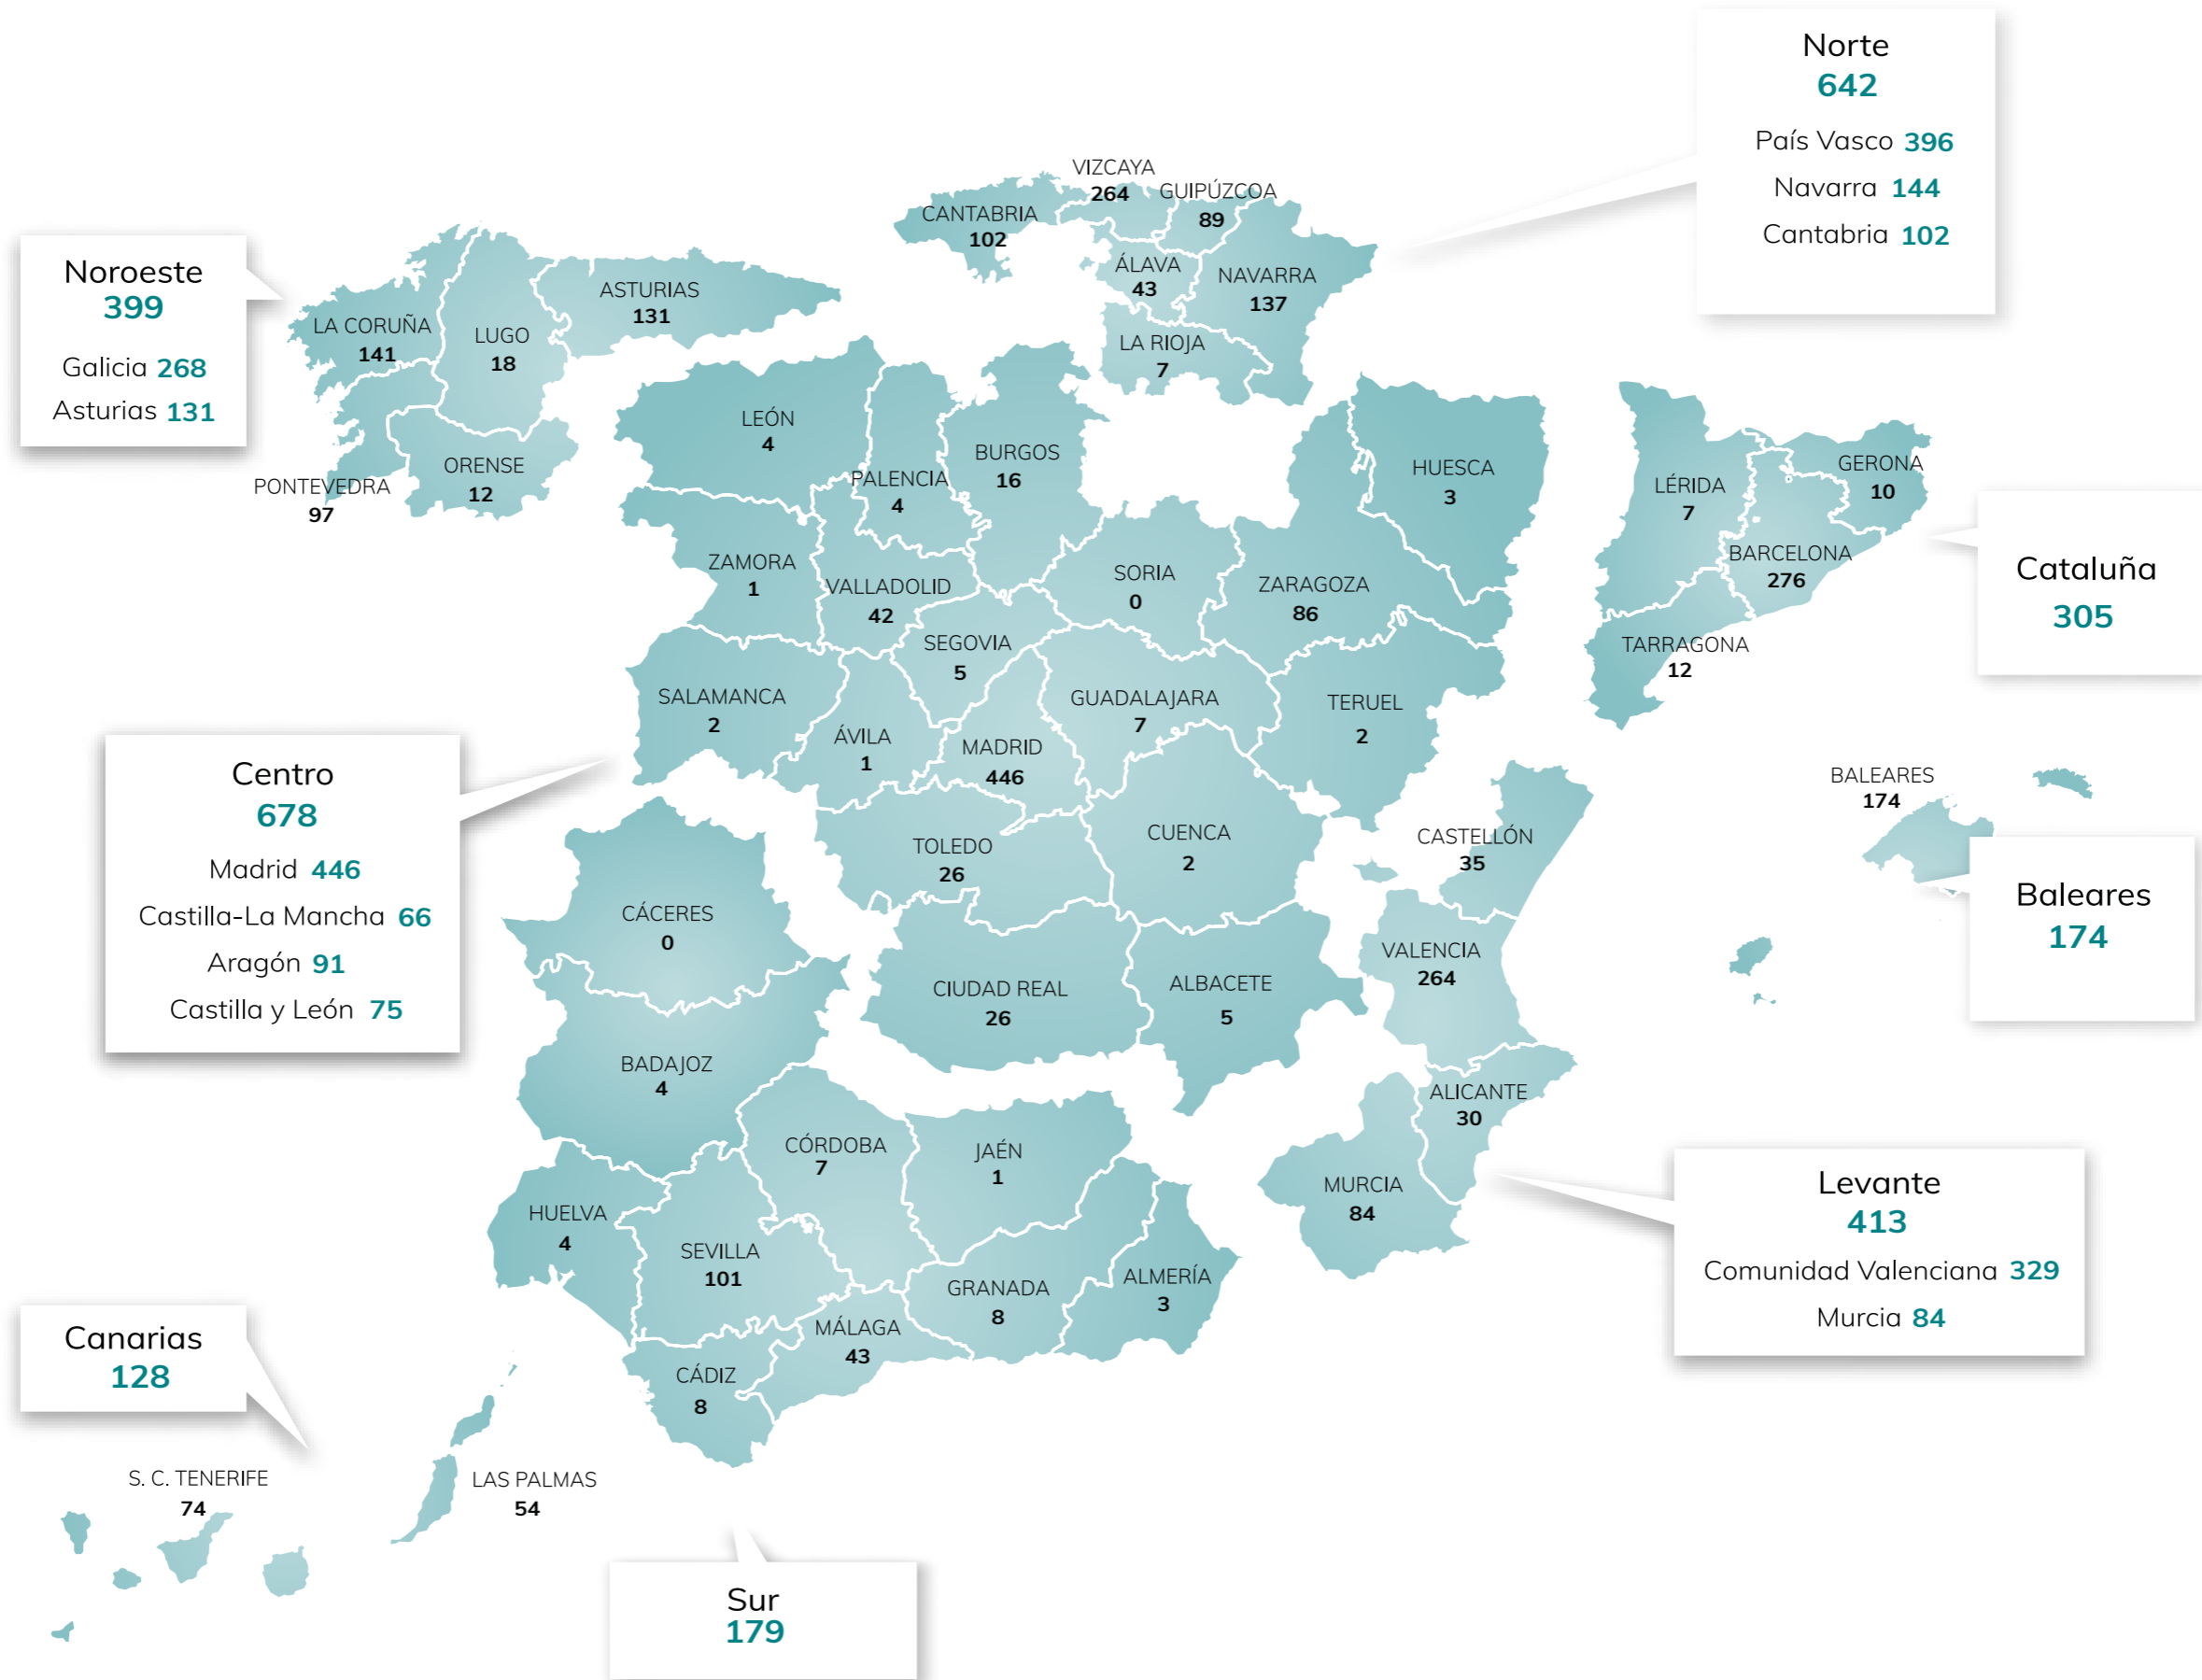 Norte
642
País Vasco 396
Navarra 144
Cantabria 102
Noroeste
399
Galicia 268
Asturias 131
VIZCAYA
264
GUIPÚZCOA
89
CANTABRIA
102
ÁLAVA
43
NAVARRA
137
LA RIOJA
7
ASTURIAS
131
LA CORUÑA
141
LUGO
18
ORENSE
12
PONTEVEDRA
97
LEÓN
4
PALENCIA
4
BURGOS
16
HUESCA
3
LÉRIDA
7
GERONA
10
BARCELONA
276
TARRAGONA
12
Cataluña
305
ZAMORA
1
VALLADOLID
42
SORIA
0
ZARAGOZA
86
SEGOVIA
5
SALAMANCA
2
ÁVILA
1
MADRID
446
GUADALAJARA
7
TERUEL
2
Centro
678
Madrid 446
Castilla-La Mancha 66
Aragón 91
Castilla y León 75
TOLEDO
26
CUENCA
2
CASTELLÓN
35
BALEARES
174
Baleares
174
CÁCERES
0
CIUDAD REAL
26
ALBACETE
5
VALENCIA
264
BADAJOZ
4
ALICANTE
30
CÓRDOBA
7
JAÉN
1
MURCIA
84
Levante
413
Comunidad Valenciana 329
Murcia 84
HUELVA
4
SEVILLA
101
GRANADA
8
ALMERÍA
3
MÁLAGA
43
CÁDIZ
8
Canarias
128
S. C. TENERIFE
74
LAS PALMAS
54
Sur
179